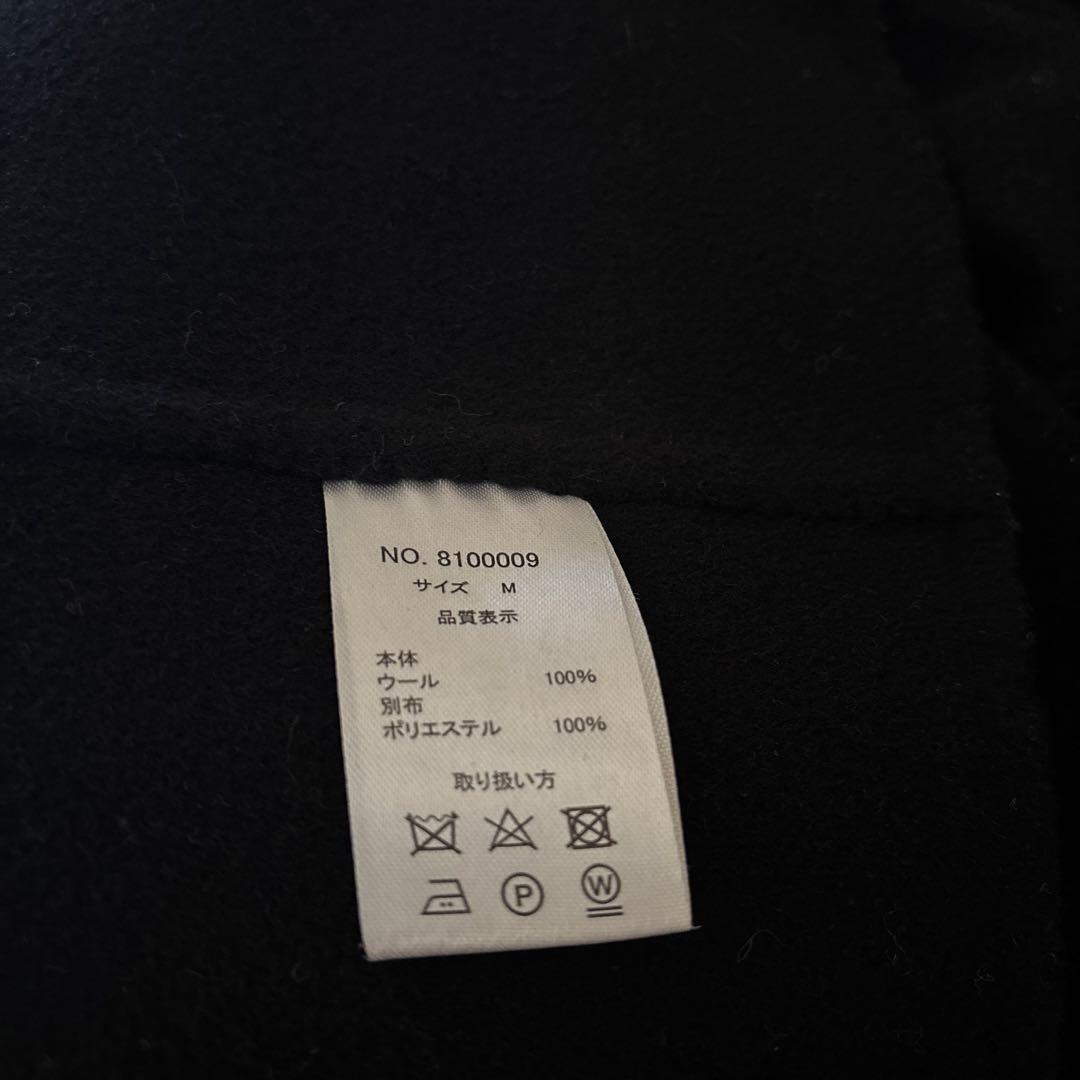 NO. 8100009
サイズ M
品質表示
本体
ウール 100%
別布
ポリエステル 100%
取り扱い方
P W